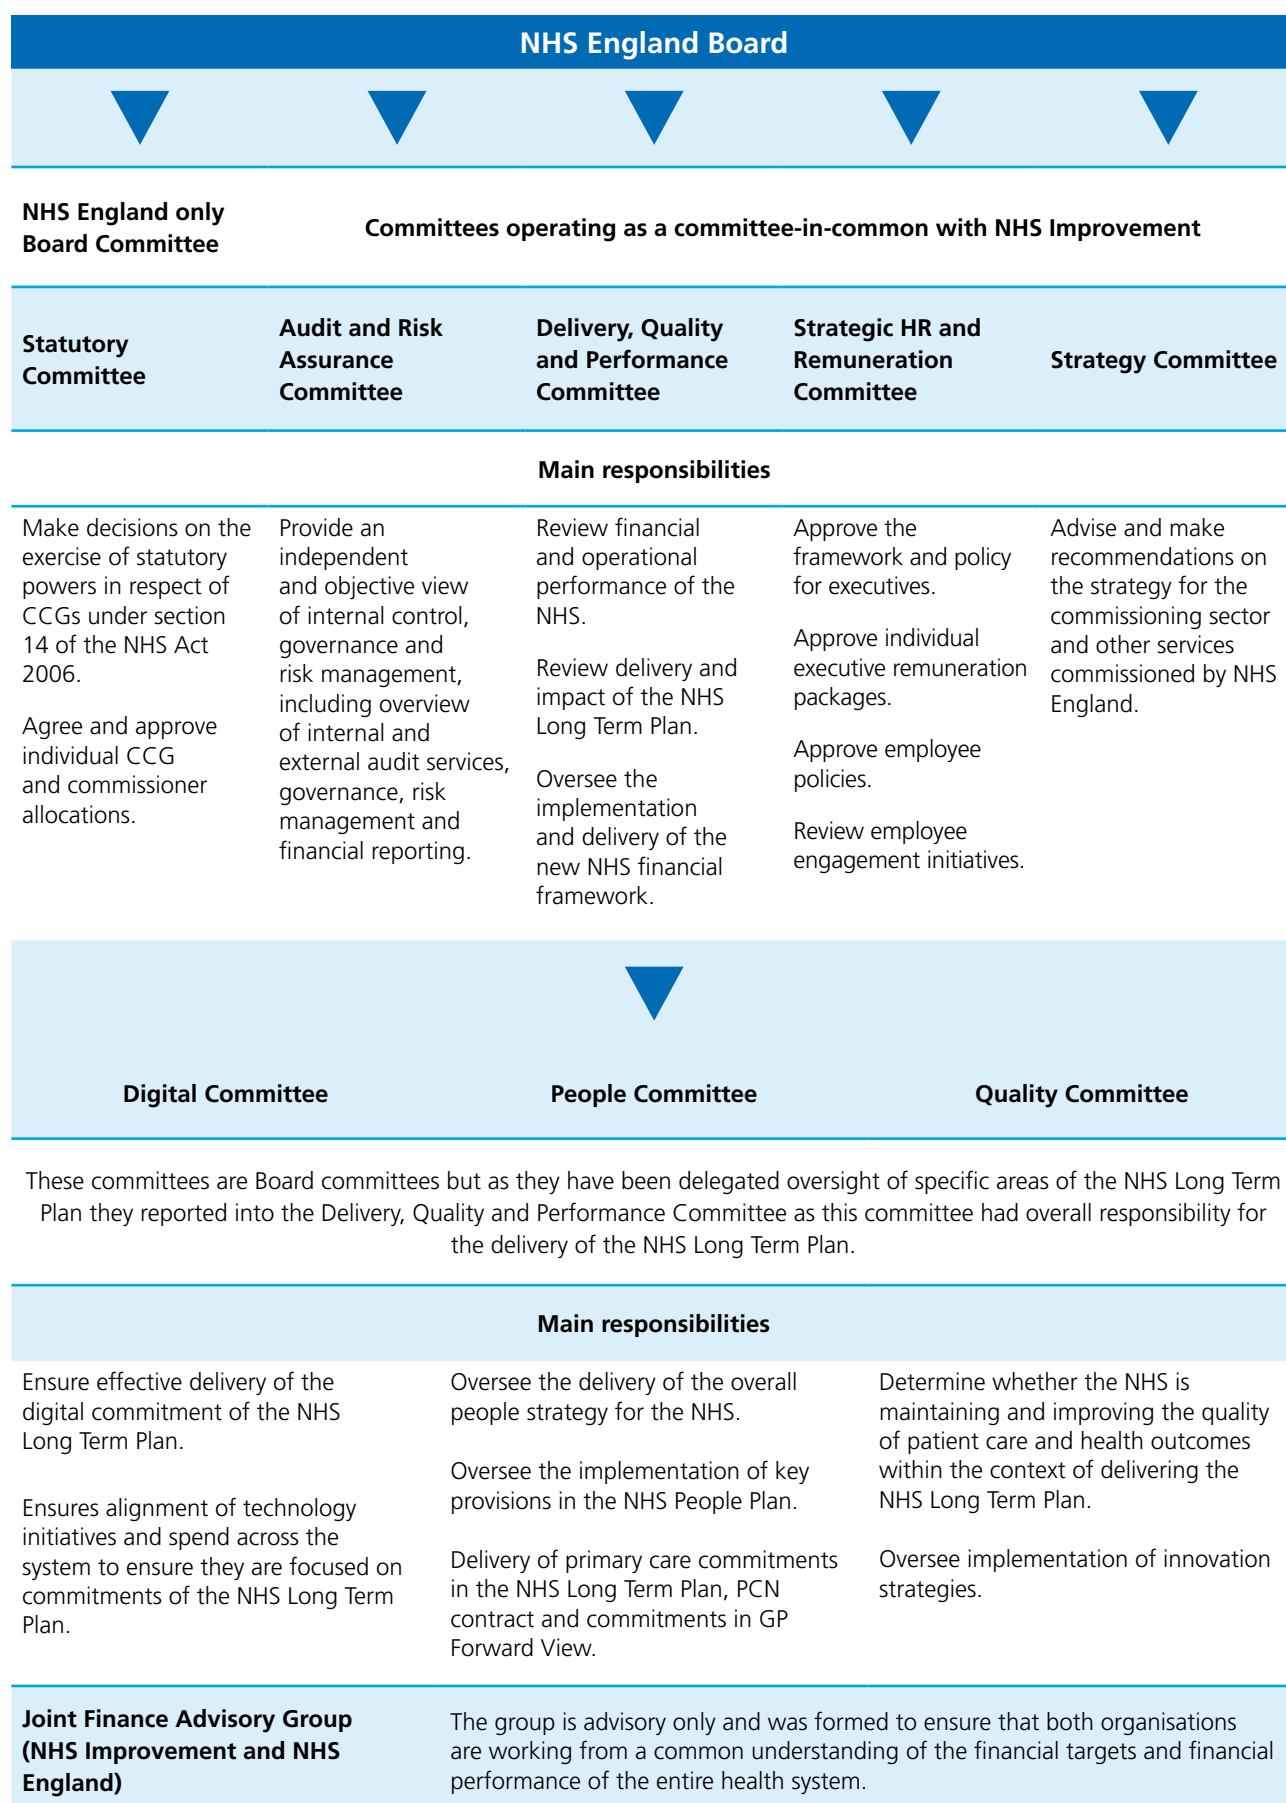 NHS England Board
NHS England only
Board Committee
Committees operating as a committee-in-common with NHS Improvement
Statutory
Committee
Audit and Risk
Assurance
Committee
Delivery, Quality
and Performance
Committee
Strategic HR and
Remuneration
Committee
Strategy Committee
Main responsibilities
Make decisions on the
exercise of statutory
powers in respect of
CCGs under section
14 of the NHS Act
2006.
Agree and approve
individual CCG
and commissioner
allocations.
Provide an
independent
and objective view
of internal control,
governance and
risk management,
including overview
of internal and
external audit services,
governance, risk
management and
financial reporting.
Review financial
and operational
performance of the
NHS.
Review delivery and
impact of the NHS
Long Term Plan.
Oversee the
implementation
and delivery of the
new NHS financial
framework.
Approve the
framework and policy
for executives.
Approve individual
executive remuneration
packages.
Approve employee
policies.
Review employee
engagement initiatives.
Advise and make
recommendations on
the strategy for the
commissioning sector
and other services
commissioned by NHS
England.
Digital Committee
People Committee
Quality Committee
These committees are Board committees but as they have been delegated oversight of specific areas of the NHS Long Term
Plan they reported into the Delivery, Quality and Performance Committee as this committee had overall responsibility for
the delivery of the NHS Long Term Plan.
Main responsibilities
Ensure effective delivery of the
digital commitment of the NHS
Long Term Plan.
Ensures alignment of technology
initiatives and spend across the
system to ensure they are focused on
commitments of the NHS Long Term
Plan.
Oversee the delivery of the overall
people strategy for the NHS.
Oversee the implementation of key
provisions in the NHS People Plan.
Delivery of primary care commitments
in the NHS Long Term Plan, PCN
contract and commitments in GP
Forward View.
Determine whether the NHS is
maintaining and improving the quality
of patient care and health outcomes
within the context of delivering the
NHS Long Term Plan.
Oversee implementation of innovation
strategies.
Joint Finance Advisory Group
(NHS Improvement and NHS
England)
The group is advisory only and was formed to ensure that both organisations
are working from a common understanding of the financial targets and financial
performance of the entire health system.